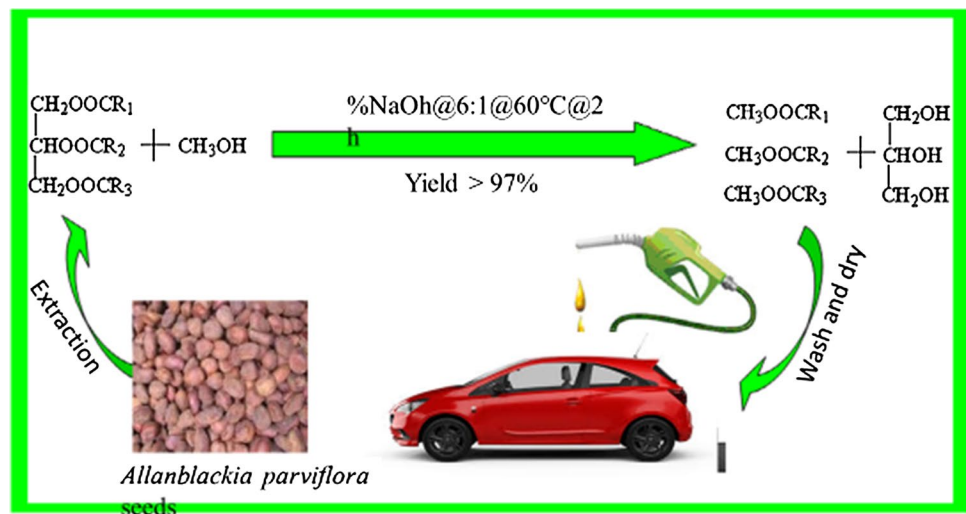 %NaOh@6:1@60℃@2
h
CH₂OOCR₁
CHOOCR₂ + CH₃OH
CH₂OOCR₃
Yield > 97%
CH₃OOCR₁
CH₃OOCR₂ +
CH₃OOCR₃
CH₂OH
CHOH
CH₂OH
Extraction
Wash and dry
Allanblackia parviflora
seeds